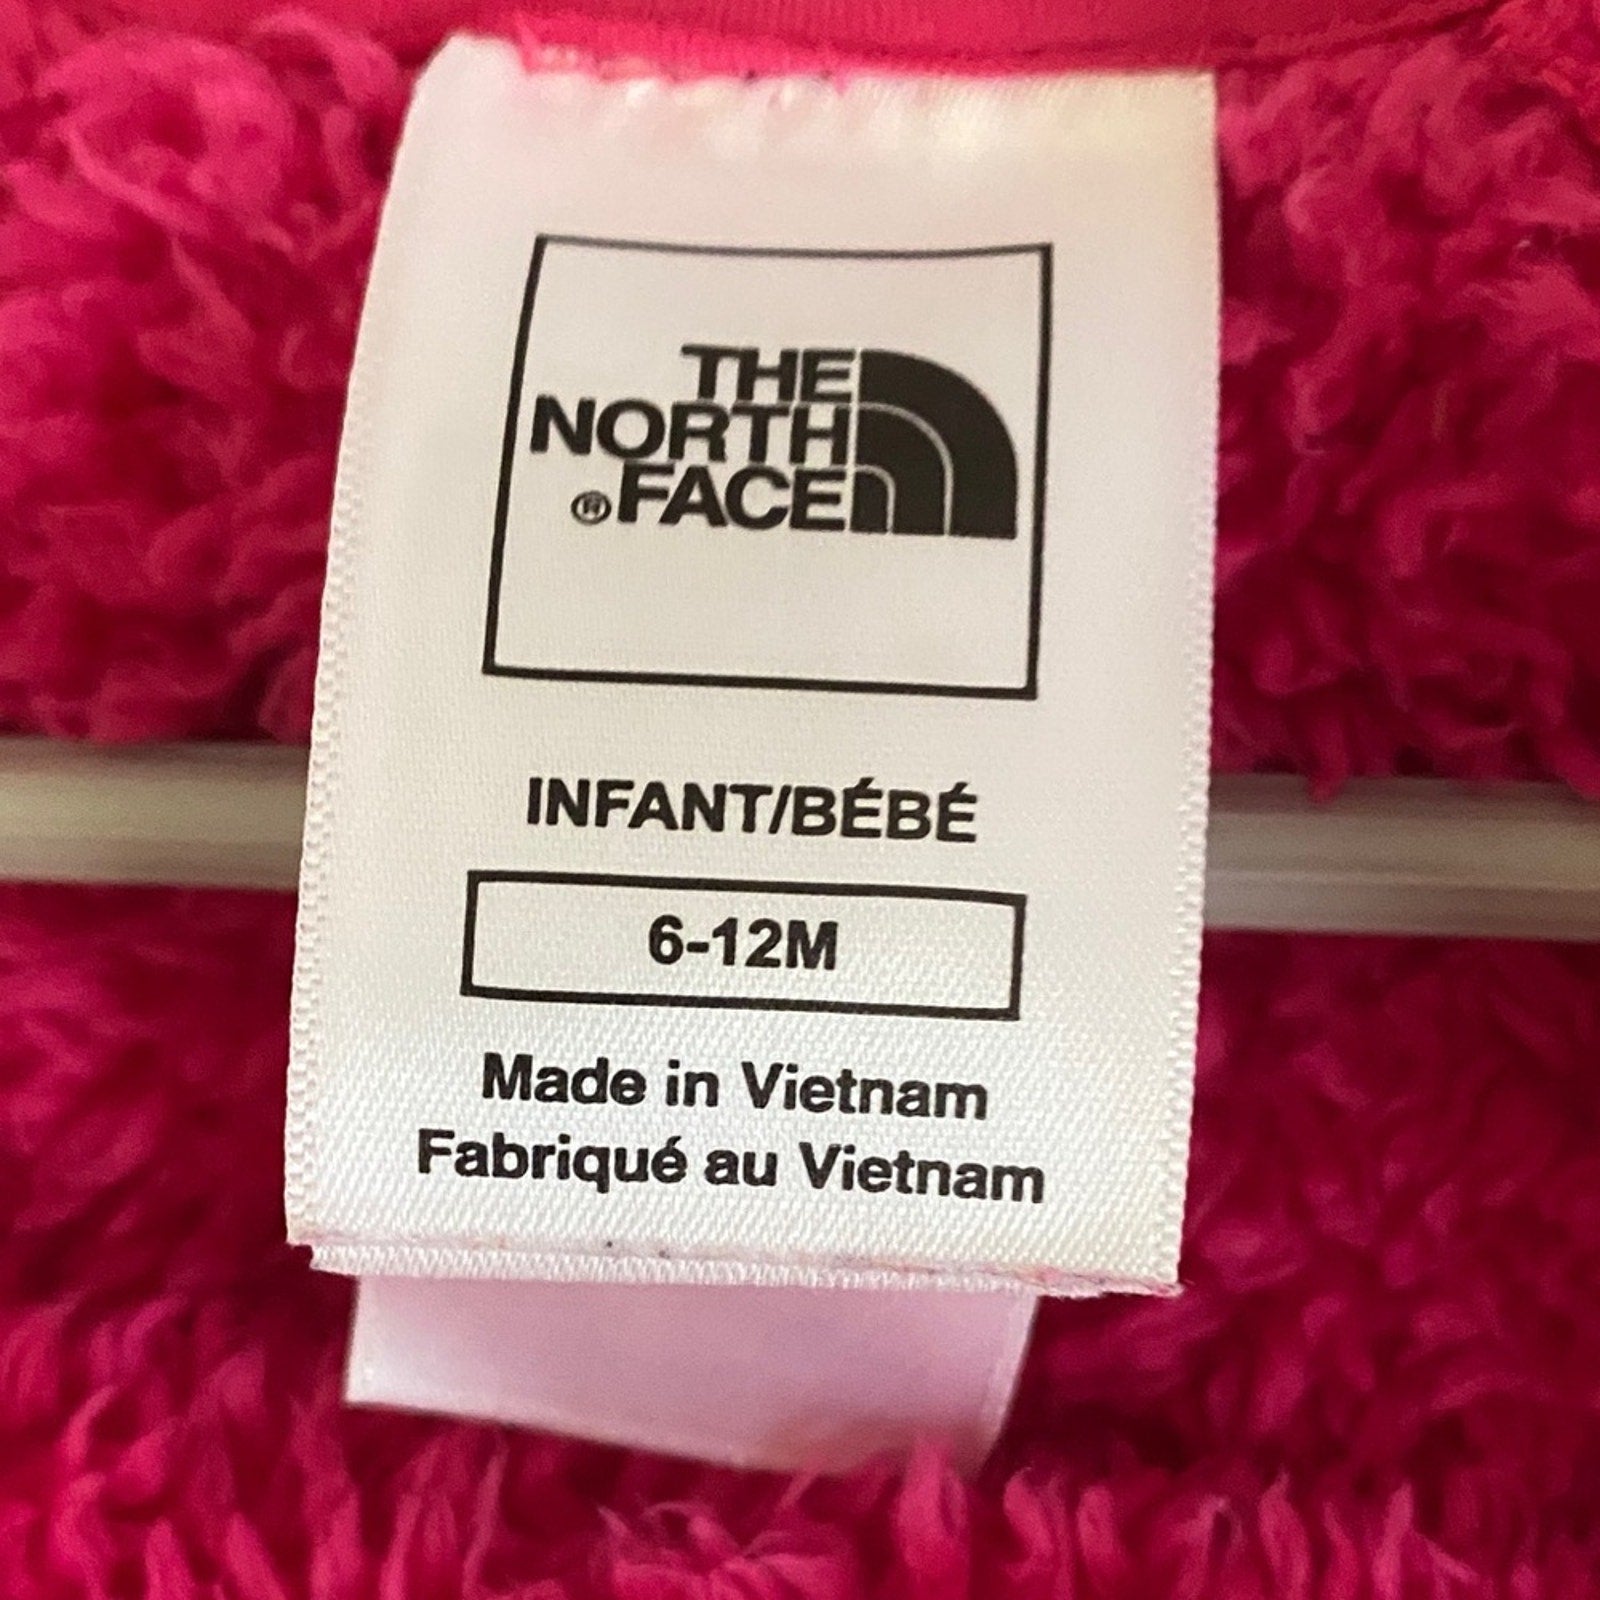 THE
NORTH
®FACE
INFANT/BÉBÉ
6-12M
Made in Vietnam
Fabriqué au Vietnam